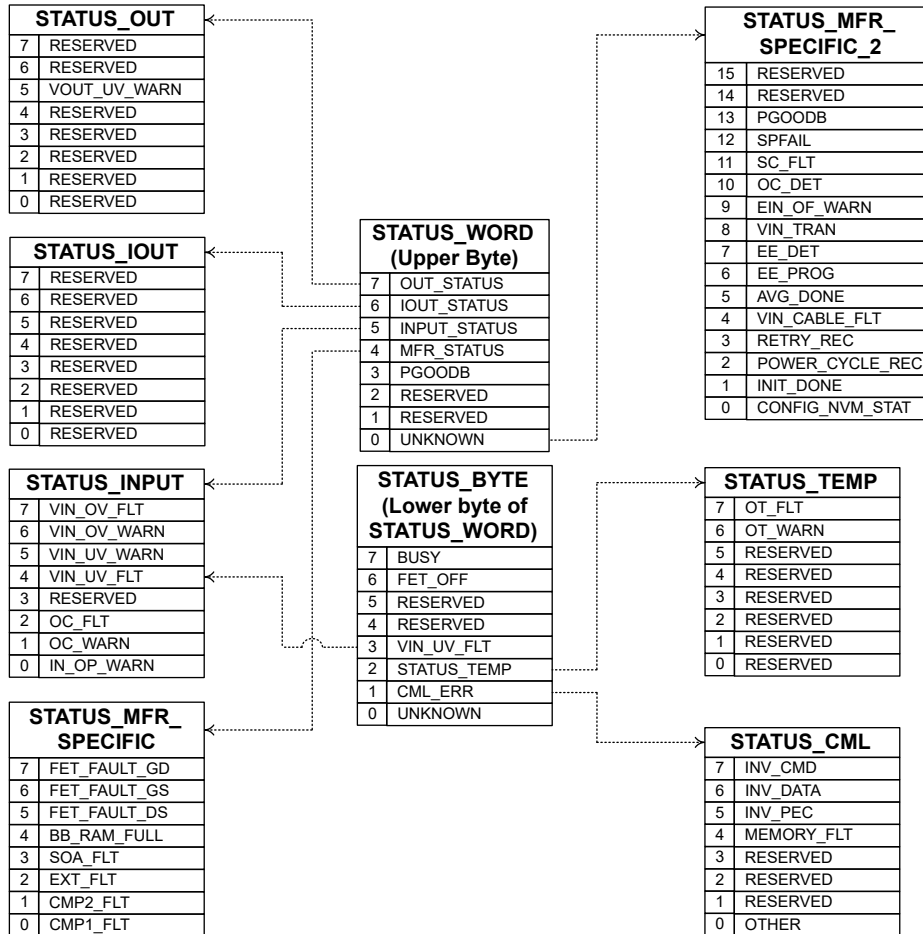 STATUS_OUT
7 RESERVED
6 RESERVED
5 VOUT_UV_WARN
4 RESERVED
3 RESERVED
2 RESERVED
1 RESERVED
0 RESERVED
STATUS_IOUT
7 RESERVED
6 RESERVED
5 RESERVED
4 RESERVED
3 RESERVED
2 RESERVED
1 RESERVED
0 RESERVED
STATUS_INPUT
7 VIN_OV_FLT
6 VIN_OV_WARN
5 VIN_UV_WARN
4 VIN_UV_FLT
3 RESERVED
2 OC_FLT
1 OC_WARN
0 IN_OP_WARN
STATUS_MFR_
SPECIFIC
7 FET_FAULT_GD
6 FET_FAULT_GS
5 FET_FAULT_DS
4 BB_RAM_FULL
3 SOA_FLT
2 EXT_FLT
1 CMP2_FLT
0 CMP1_FLT
STATUS_WORD
(Upper Byte)
7 OUT_STATUS
6 IOUT_STATUS
5 INPUT_STATUS
4 MFR_STATUS
3 PGOODB
2 RESERVED
1 RESERVED
0 UNKNOWN
STATUS_BYTE
(Lower byte of
STATUS_WORD)
7 BUSY
6 FET_OFF
5 RESERVED
4 RESERVED
3 VIN_UV_FLT
2 STATUS_TEMP
1 CML_ERR
0 UNKNOWN
STATUS_MFR_
SPECIFIC_2
15 RESERVED
14 RESERVED
13 PGOODB
12 SPFAIL
11 SC_FLT
10 OC_DET
9 EIN_OF_WARN
8 VIN_TRAN
7 EE_DET
6 EE_PROG
5 AVG_DONE
4 VIN_CABLE_FLT
3 RETRY_REC
2 POWER_CYCLE_REC
1 INIT_DONE
0 CONFIG_NVM_STAT
STATUS_TEMP
7 OT_FLT
6 OT_WARN
5 RESERVED
4 RESERVED
3 RESERVED
2 RESERVED
1 RESERVED
0 RESERVED
STATUS_CML
7 INV_CMD
6 INV_DATA
5 INV_PEC
4 MEMORY_FLT
3 RESERVED
2 RESERVED
1 RESERVED
0 OTHER